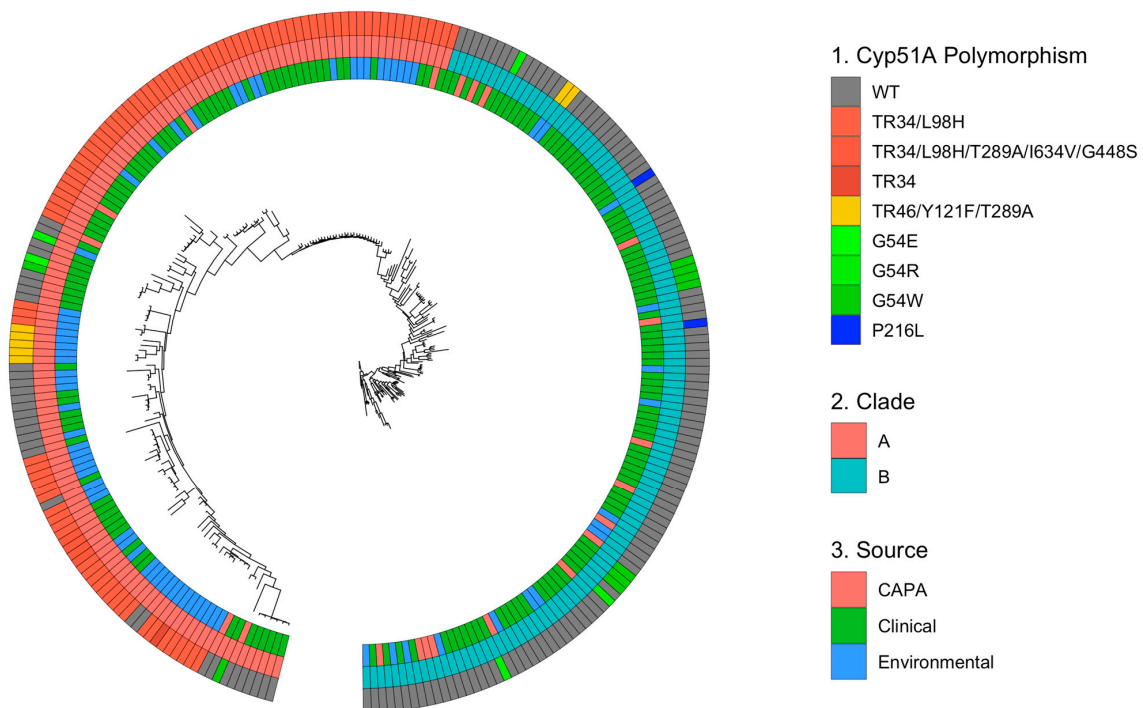 1. Cyp51A Polymorphism
WT
TR34/L98H
TR34/L98H/T289A/I634V/G448S
TR34
TR46/Y121F/T289A
G54E
G54R
G54W
P216L
2. Clade
A
B
3. Source
CAPA
Clinical
Environmental